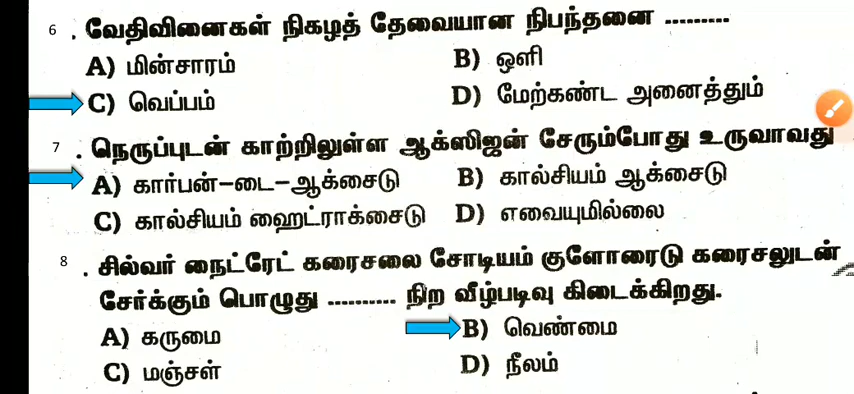 6 . வேதிவினைகள் நிகழத் தேவையான நிபந்தனை ..........
A) மின்சாரம் B) ஒளி
C) வெப்பம் D) மேற்கண்ட அனைத்தும்
7 . நெருப்புடன் காற்றிலுள்ள ஆக்ஸிஜன் சேரும்போது உருவாவது
A) கார்பன்-டை-ஆக்சைடு B) கால்சியம் ஆக்சைடு
C) கால்சியம் ஹைட்ராக்சைடு D) எவையுமில்லை
8 . சில்வர் நைட்ரேட் கரைசலை சோடியம் குளோரைடு கரைசலுடன்
சேர்க்கும் பொழுது .......... நிற வீழ்படிவு கிடைக்கிறது.
A) கருமை B) வெண்மை
C) மஞ்சள் D) நீலம்